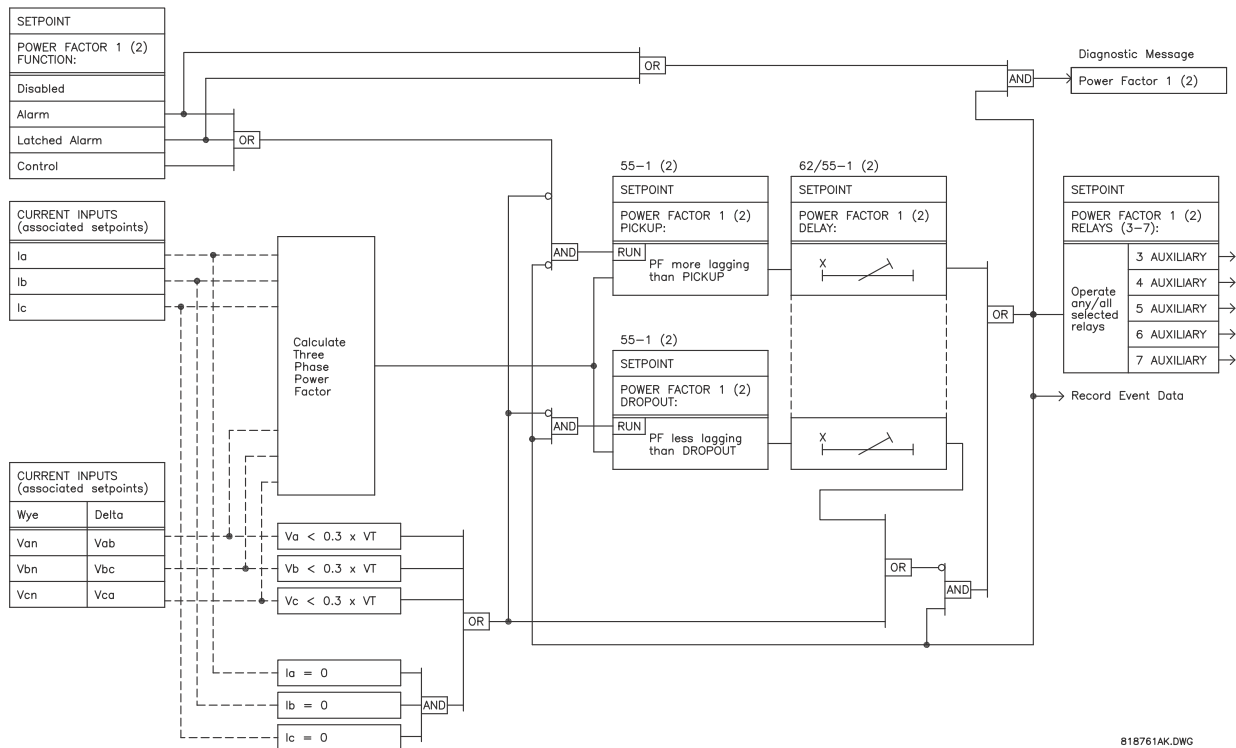 SETPOINT
POWER FACTOR 1 (2)
FUNCTION:
Disabled
Alarm
Latched Alarm
Control
OR
OR
AND
Diagnostic Message
Power Factor 1 (2)
CURRENT INPUTS
(associated setpoints)
Ia
Ib
Ic
Calculate
Three
Phase
Power
Factor
55-1 (2)
SETPOINT
POWER FACTOR 1 (2)
PICKUP:
AND
RUN
PF more lagging
than PICKUP
62/55-1 (2)
SETPOINT
POWER FACTOR 1 (2)
DELAY:
X
OR
SETPOINT
POWER FACTOR 1 (2)
RELAYS (3-7):
Operate
any/all
selected
relays
3 AUXILIARY
4 AUXILIARY
5 AUXILIARY
6 AUXILIARY
7 AUXILIARY
Record Event Data
55-1 (2)
SETPOINT
POWER FACTOR 1 (2)
DROPOUT:
AND
RUN
PF less lagging
than DROPOUT
X
CURRENT INPUTS
(associated setpoints)
Wye Delta
Van Vab
Vbn Vbc
Vcn Vca
Va < 0.3 x VT
Vb < 0.3 x VT
Vc < 0.3 x VT
OR
OR
AND
Ia = 0
Ib = 0
Ic = 0
AND
818761AK.DWG